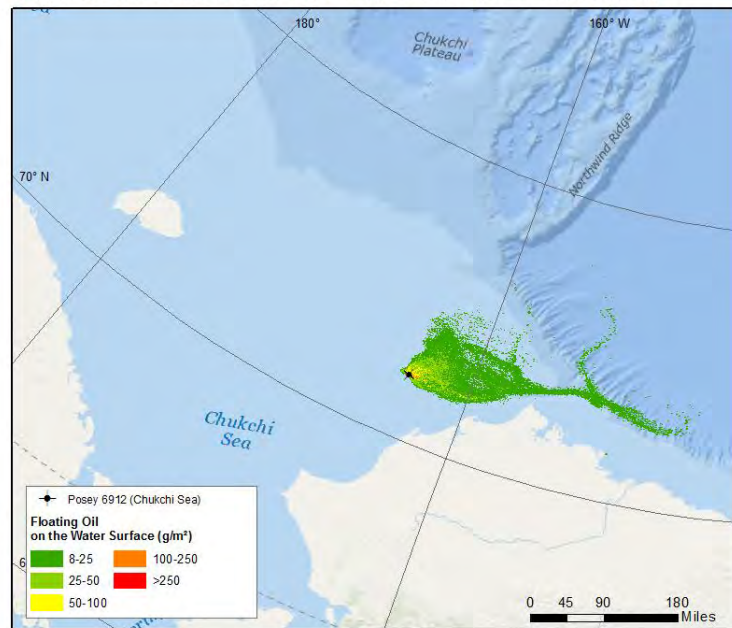 180°
160° W
Chukchi
Plateau
Northwind Ridge
70° N
Chukchi
Sea
Posey 6912 (Chukchi Sea)
Floating Oil
on the Water Surface (g/m²)
8-25
100-250
25-50
>250
50-100
0 45 90 180
Miles